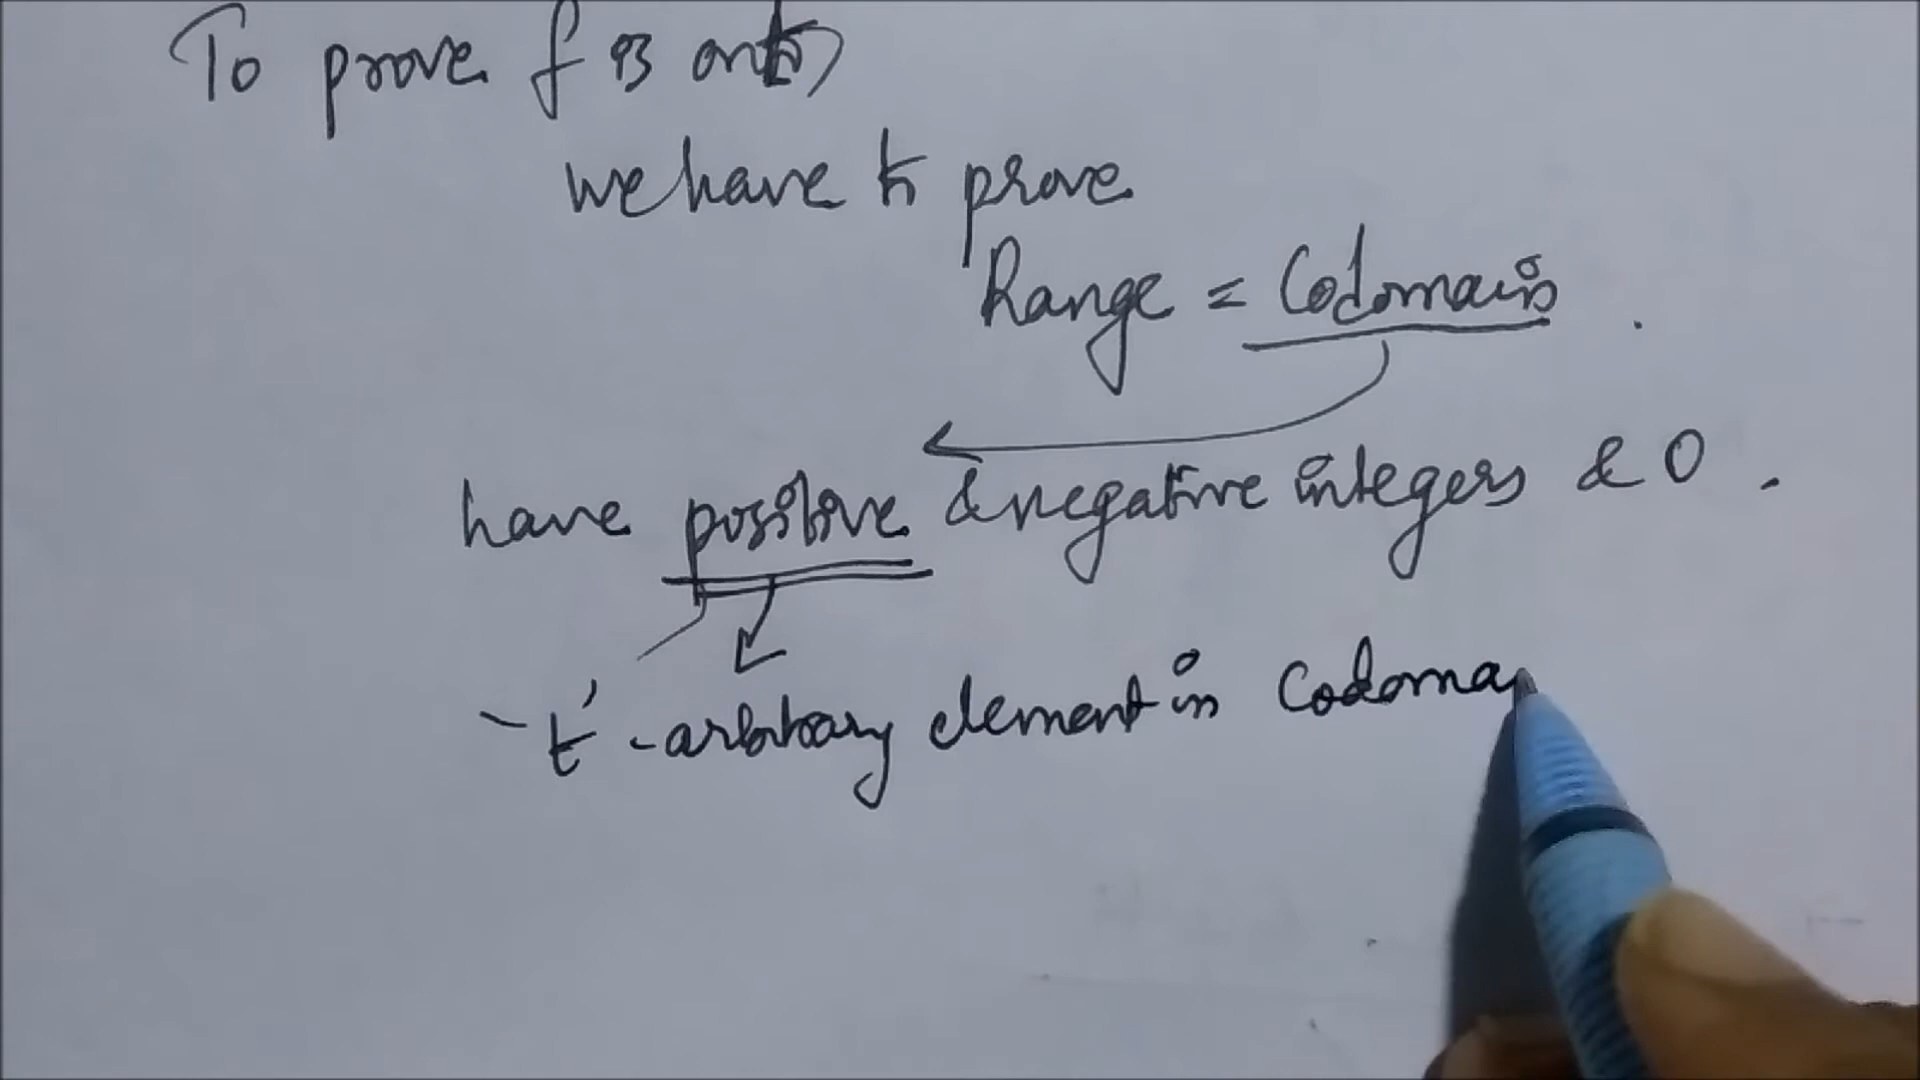 To prove f is onto
we have to prove
Range = Codomain .
have positive & negative integers & 0 .
't' - arbitrary element in Codoma